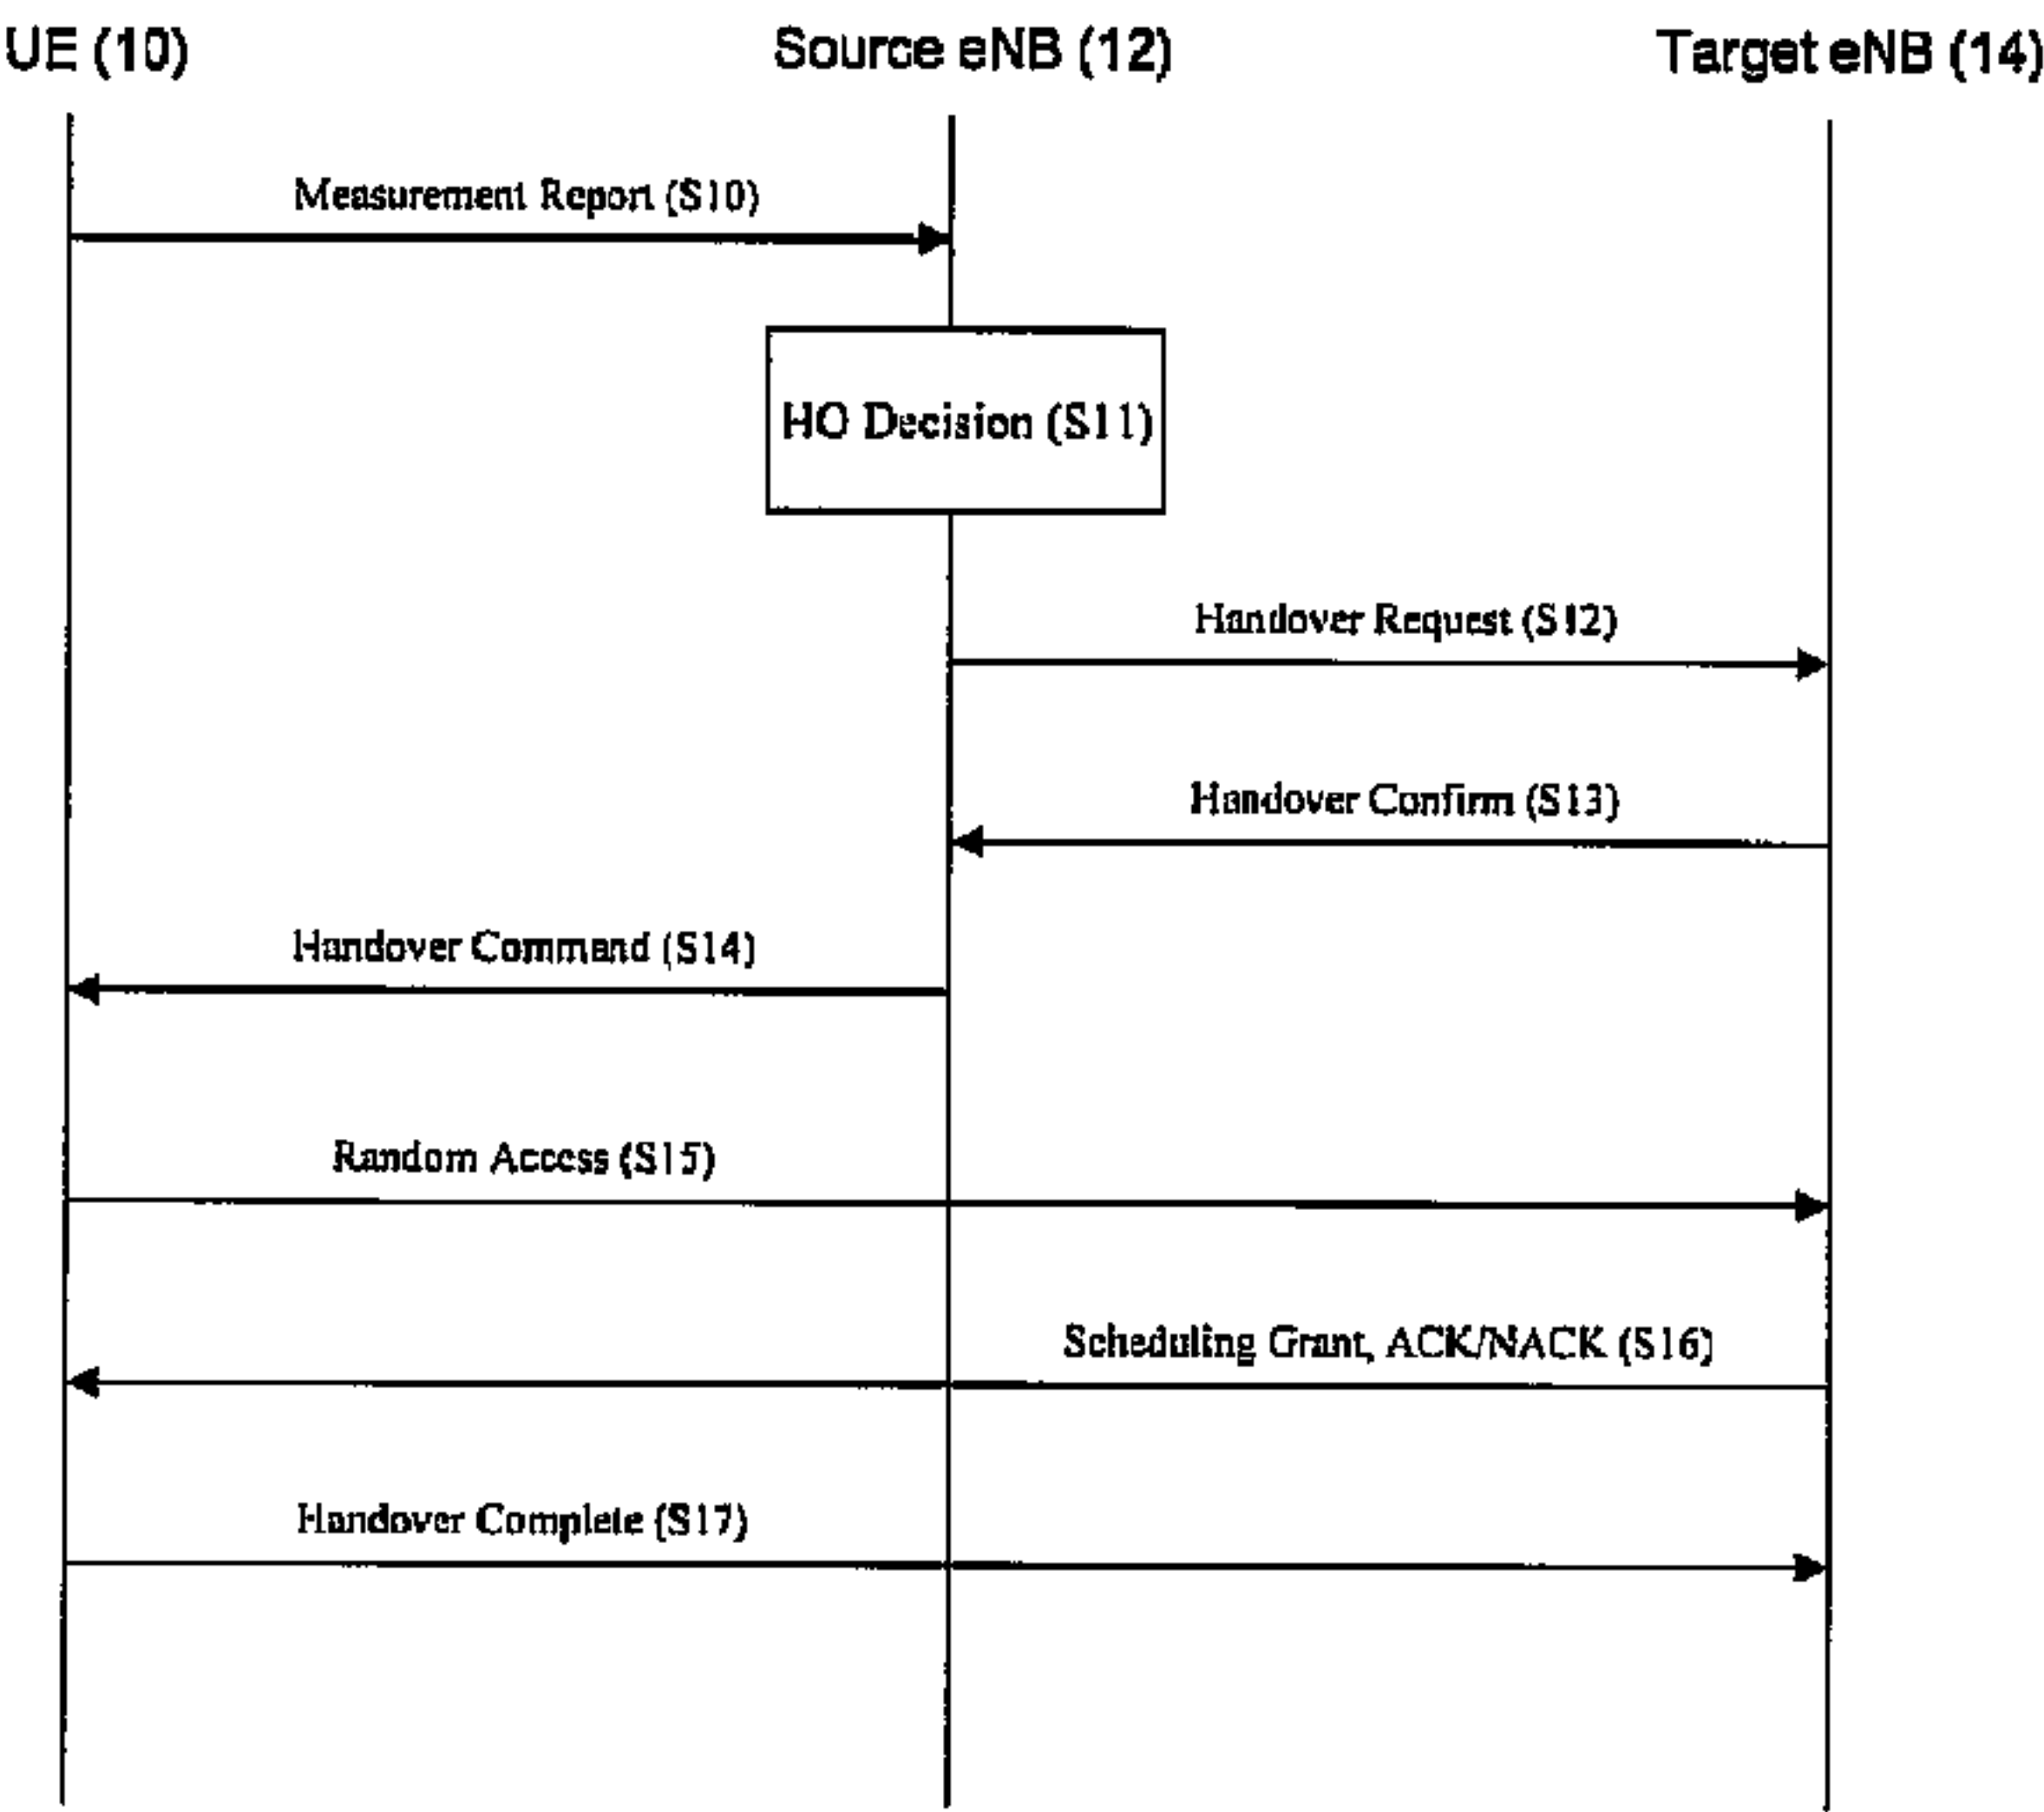 UE (10)
Source eNB (12)
Target eNB (14)
Measurement Report (S10)
HO Decision (S11)
Handover Request (S12)
Handover Confirm (S13)
Handover Command (S14)
Random Access (S15)
Scheduling Grant, ACK/NACK (S16)
Handover Complete (S17)